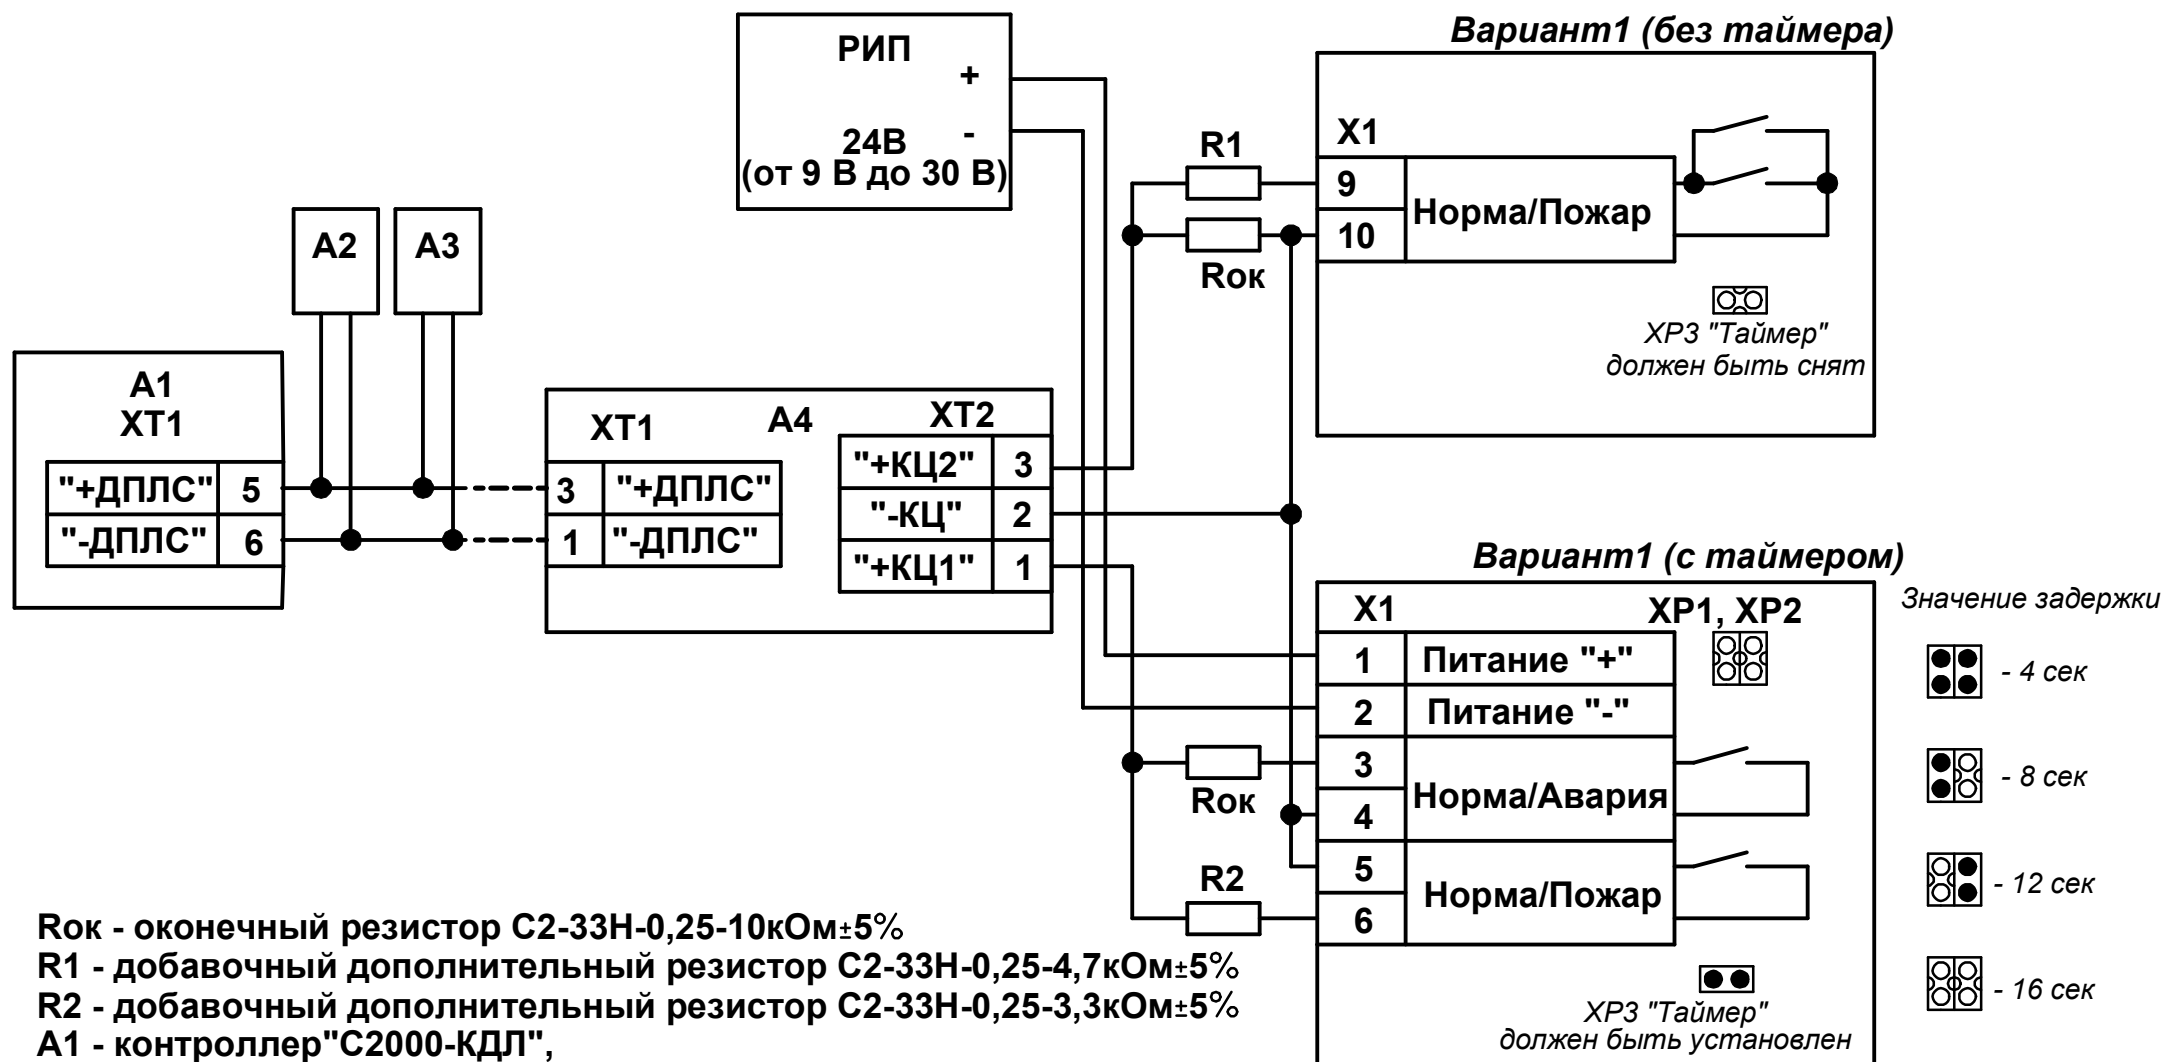 РИП
+
-
24В
(от 9 В до 30 В)
Вариант1 (без таймера)
X1
R1
9
10
Норма/Пожар
Rок
XP3 "Таймер"
должен быть снят
A2
A3
A1
XT1
"+ДПЛС" 5
"-ДПЛС" 6
XT1
A4
XT2
3 "+ДПЛС"
1 "-ДПЛС"
"+КЦ2" 3
"-КЦ" 2
"+КЦ1" 1
Вариант1 (с таймером)
X1
XP1, XP2
1 Питание "+"
2 Питание "-"
3
4
Норма/Авария
5
6
Норма/Пожар
Rок
R2
XP3 "Таймер"
должен быть установлен
Значение задержки
- 4 сек
- 8 сек
- 12 сек
- 16 сек
Rок - оконечный резистор С2-33Н-0,25-10кОм±5%
R1 - добавочный дополнительный резистор С2-33Н-0,25-4,7кОм±5%
R2 - добавочный дополнительный резистор С2-33Н-0,25-3,3кОм±5%
А1 - контроллер"С2000-КДЛ",